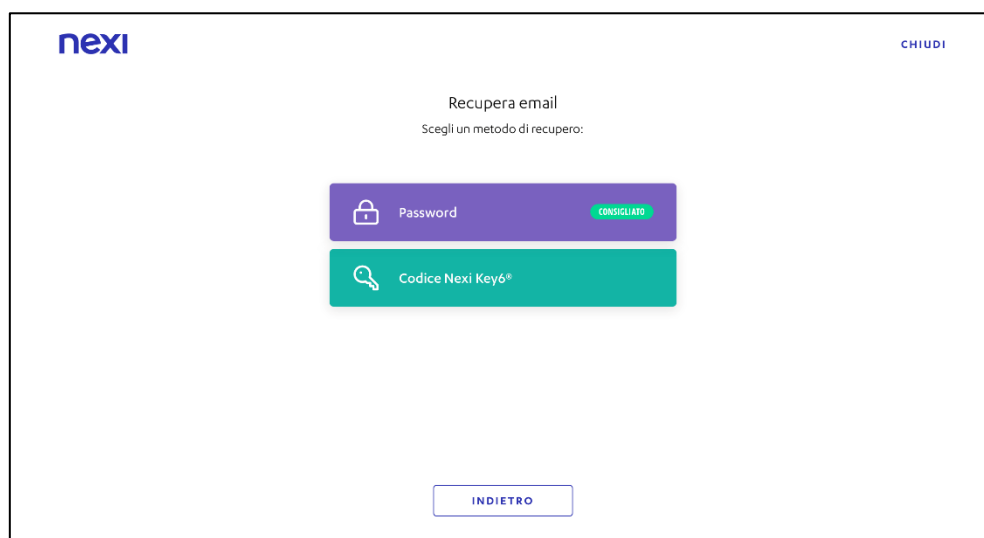 nexi
CHIUDI
Recupera email
Scegli un metodo di recupero:
Password
CONSIGLIATO
Codice Nexi Key6®
INDIETRO